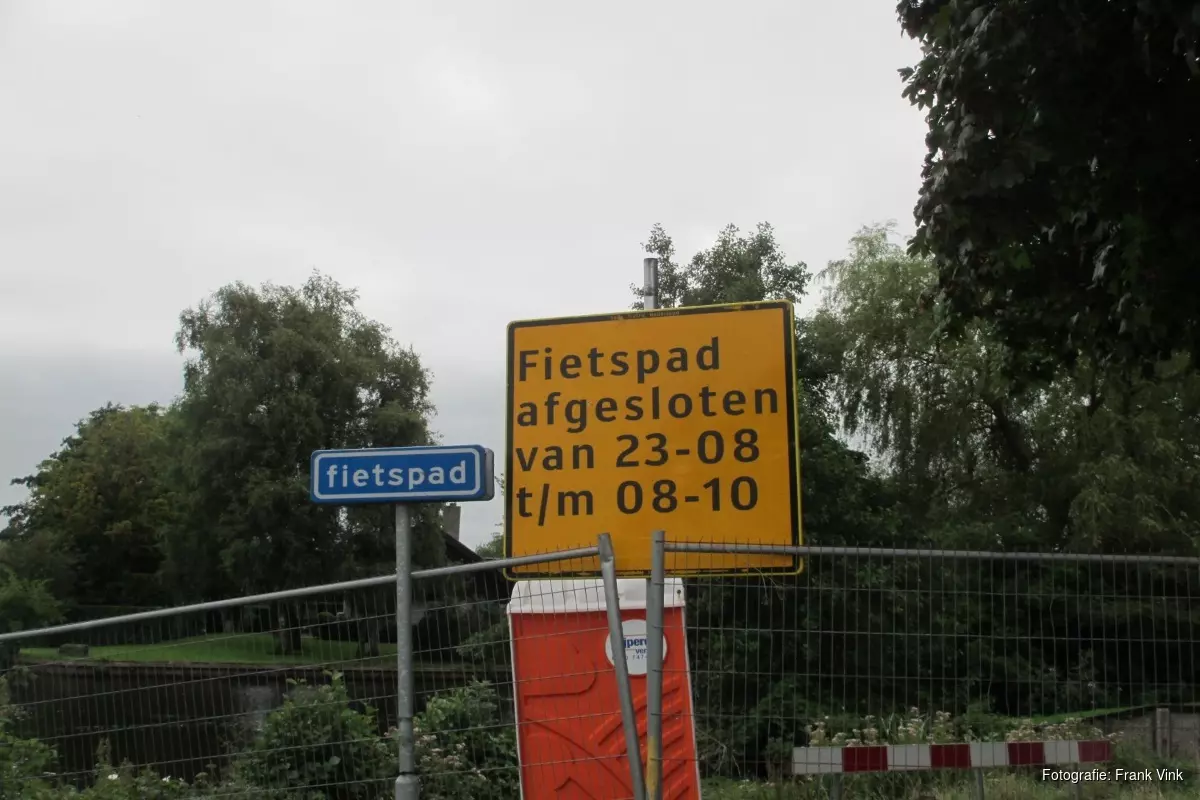 Fietspad
afgesloten
van 23-08
t/m 08-10
fietspad
Fotografie: Frank Vink